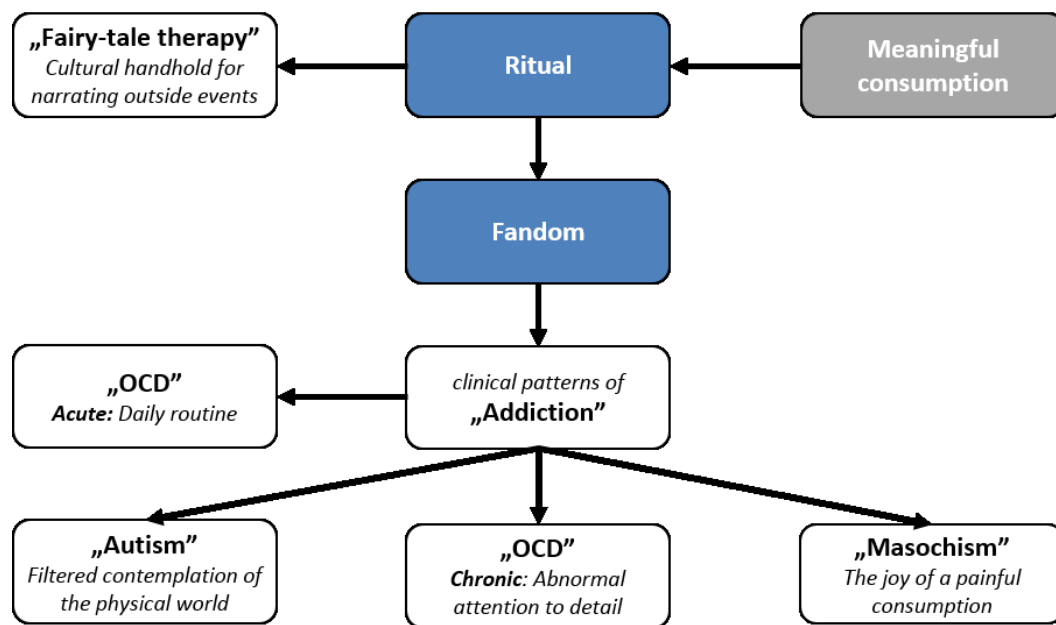 „Fairy-tale therapy”
Cultural handhold for
narrating outside events
Ritual
Meaningful
consumption
Fandom
„OCD”
Acute: Daily routine
clinical patterns of
„Addiction”
„Autism”
Filtered contemplation of
the physical world
„OCD”
Chronic: Abnormal
attention to detail
„Masochism”
The joy of a painful
consumption